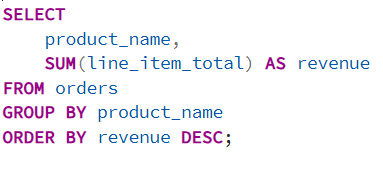 SELECT
    product_name,
    SUM(line_item_total) AS revenue
FROM orders
GROUP BY product_name
ORDER BY revenue DESC;